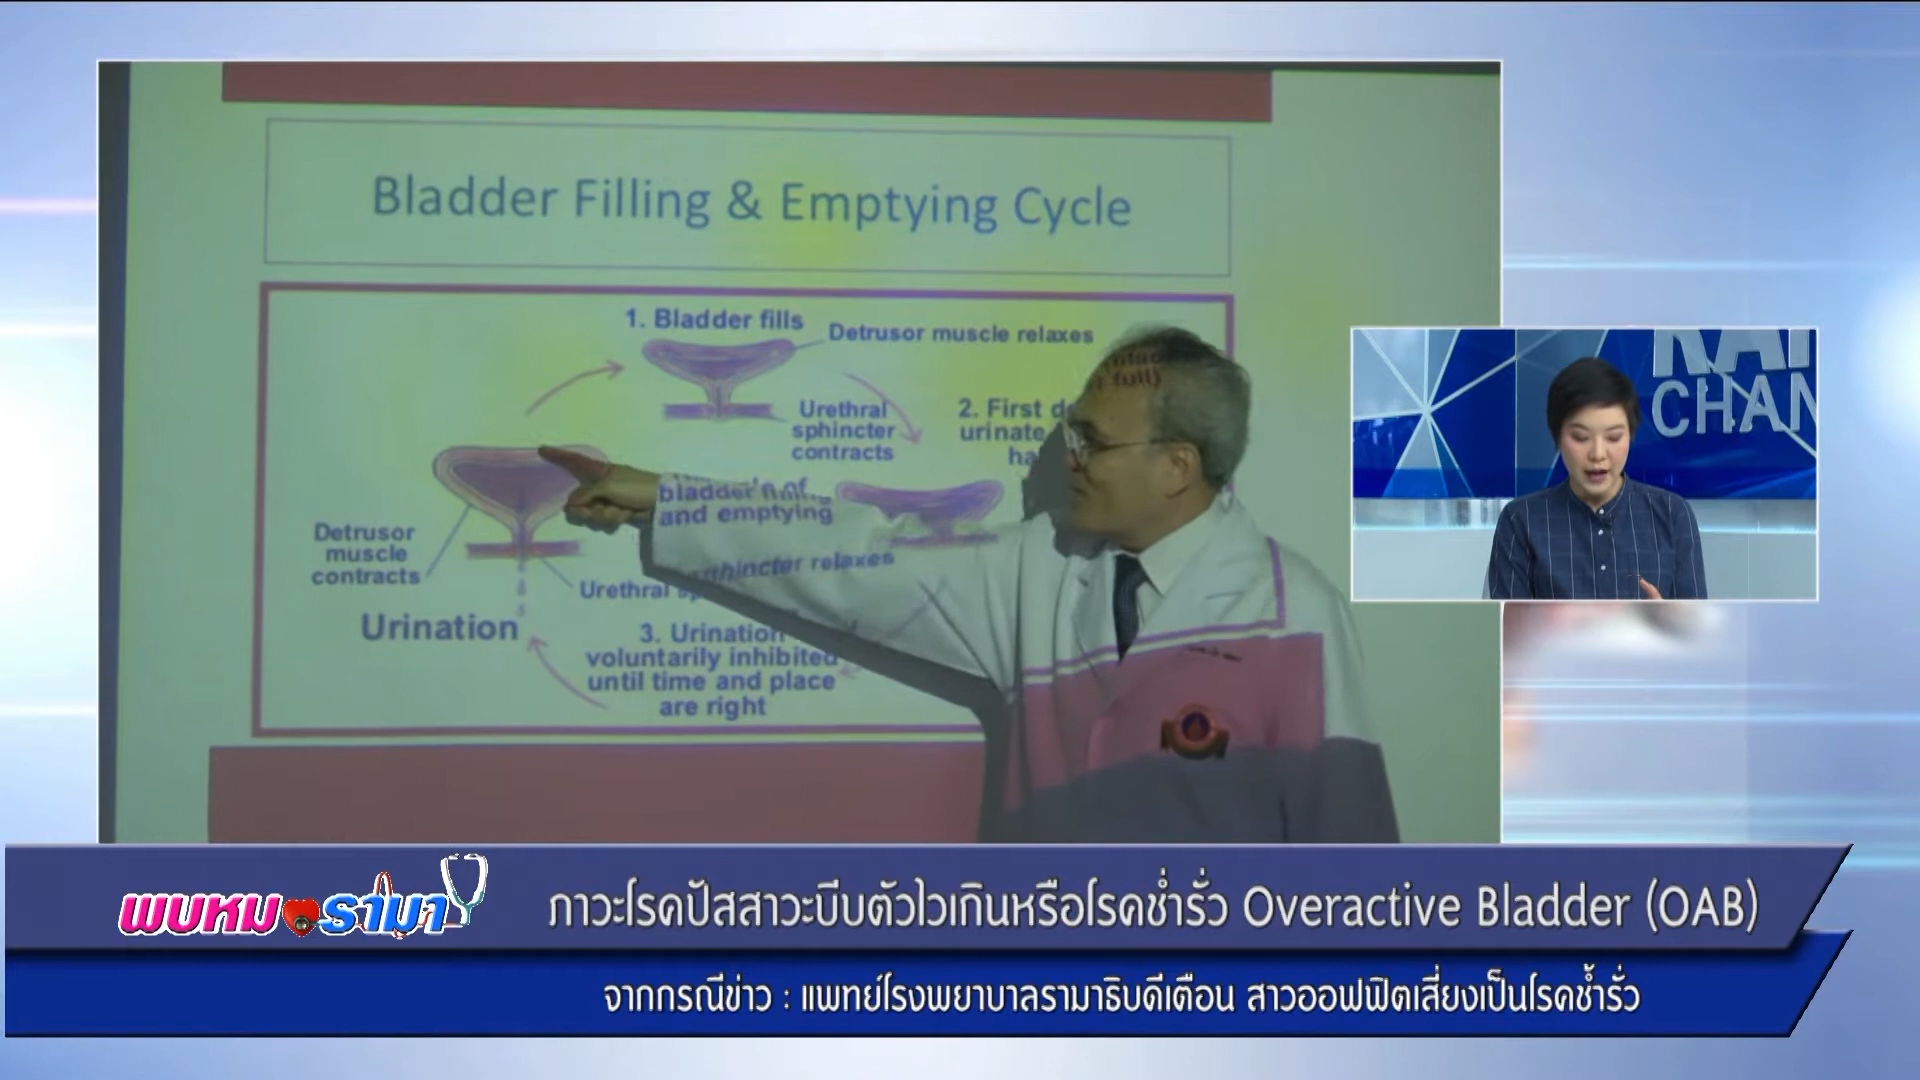 Bladder Filling & Emptying Cycle
1. Bladder fills
Detrusor muscle relaxes
Urethral
sphincter
contracts
2. First
urinate
full)
bladder's
and emptying
Detrusor
muscle
contracts
Urethral
sphincter relaxes
Urination
3. Urination
voluntarily inhibited
until time and place
are right
CHAN
พบหมอรามา
ภาวะโรคปัสสาวะบีบตัวไวเกินหรือโรคช่ำรั่ว Overactive Bladder (OAB)
จากกรณีข่าว : แพทย์โรงพยาบาลรามาธิบดีเตือน สาวออฟฟิตเสี่ยงเป็นโรคช้ำรั่ว